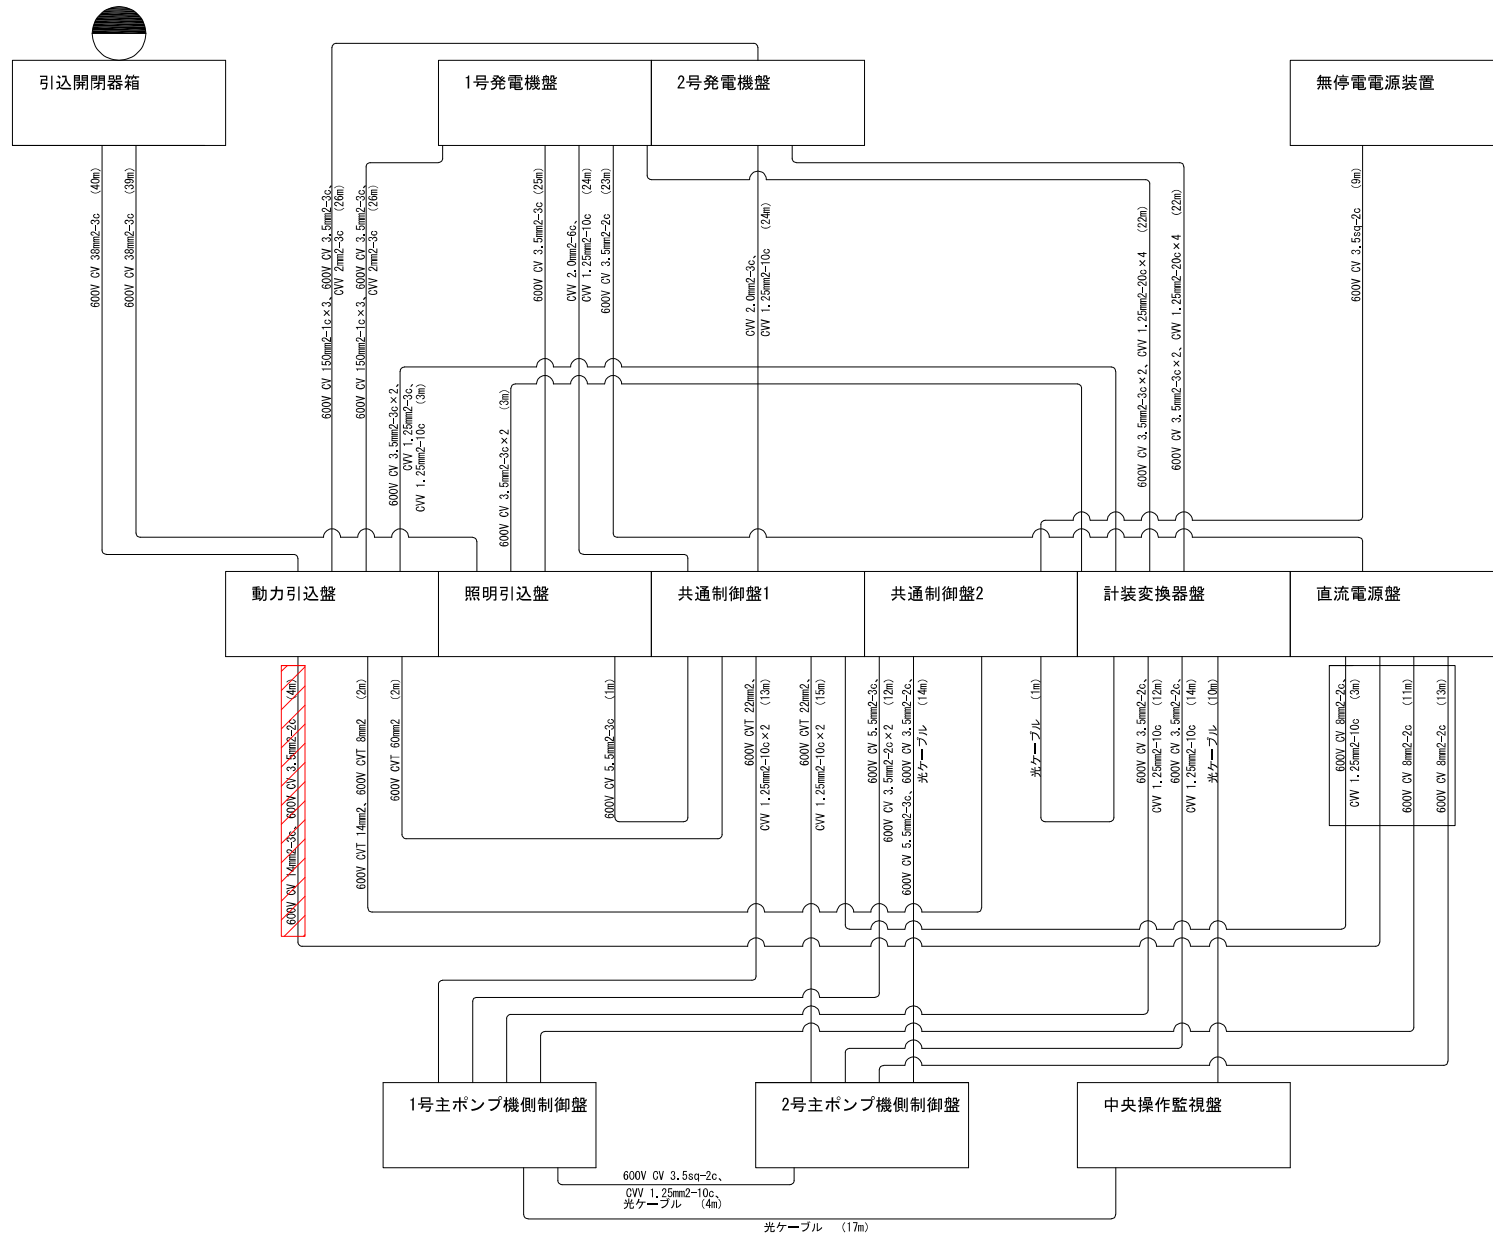 引込開閉器箱
1号発電機盤
2号発電機盤
無停電電源装置
600V CV 38mm2-3c (40m)
600V CV 38mm2-3c (39m)
600V CV 150mm2-1c×3、600V CV 3.5mm2-3c、
CVV 2mm2-3c (26m)
600V CV 150mm2-1c×3、600V CV 3.5mm2-3c、
CVV 2mm2-3c (26m)
600V CV 3.5mm2-3c×2、
CVV 1.25mm2-3c、
CVV 1.25mm2-10c (3m)
600V CV 3.5mm2-3c×2 (3m)
600V CV 3.5mm2-3c (25m)
CVV 2.0mm2-6c、
CVV 1.25mm2-10c (24m)
600V CV 3.5mm2-2c (23m)
CVV 2.0mm2-3c、
CVV 1.25mm2-10c (24m)
600V CV 3.5mm2-3c×2、CVV 1.25mm2-20c×4 (22m)
600V CV 3.5mm2-3c×2、CVV 1.25mm2-20c×4 (22m)
600V CV 3.5sq-2c (9m)
動力引込盤
照明引込盤
共通制御盤1
共通制御盤2
計装変換器盤
直流電源盤
600V CV 14mm2-3c、600V CV 3.5mm2-2c (4m)
600V CVT 14mm2、600V CVT 8mm2 (2m)
600V CVT 60mm2 (2m)
600V CV 5.5mm2-3c (1m)
600V CVT 22mm2、
CVV 1.25mm2-10c×2 (13m)
600V CVT 22mm2、
CVV 1.25mm2-10c×2 (15m)
600V CV 5.5mm2-3c、
600V CV 3.5mm2-2c×2 (12m)
600V CV 5.5mm2-3c、600V CV 3.5mm2-2c、
光ケーブル (14m)
光ケーブル (1m)
600V CV 3.5mm2-2c、
CVV 1.25mm2-10c (12m)
600V CV 3.5mm2-2c、
CVV 1.25mm2-10c (14m)
光ケーブル (10m)
600V CV 8mm2-2c、
CVV 1.25mm2-10c (3m)
600V CV 8mm2-2c (11m)
600V CV 8mm2-2c (13m)
1号主ポンプ機側制御盤
2号主ポンプ機側制御盤
中央操作監視盤
600V CV 3.5sq-2c、
CVV 1.25mm2-10c、
光ケーブル (4m)
光ケーブル (17m)